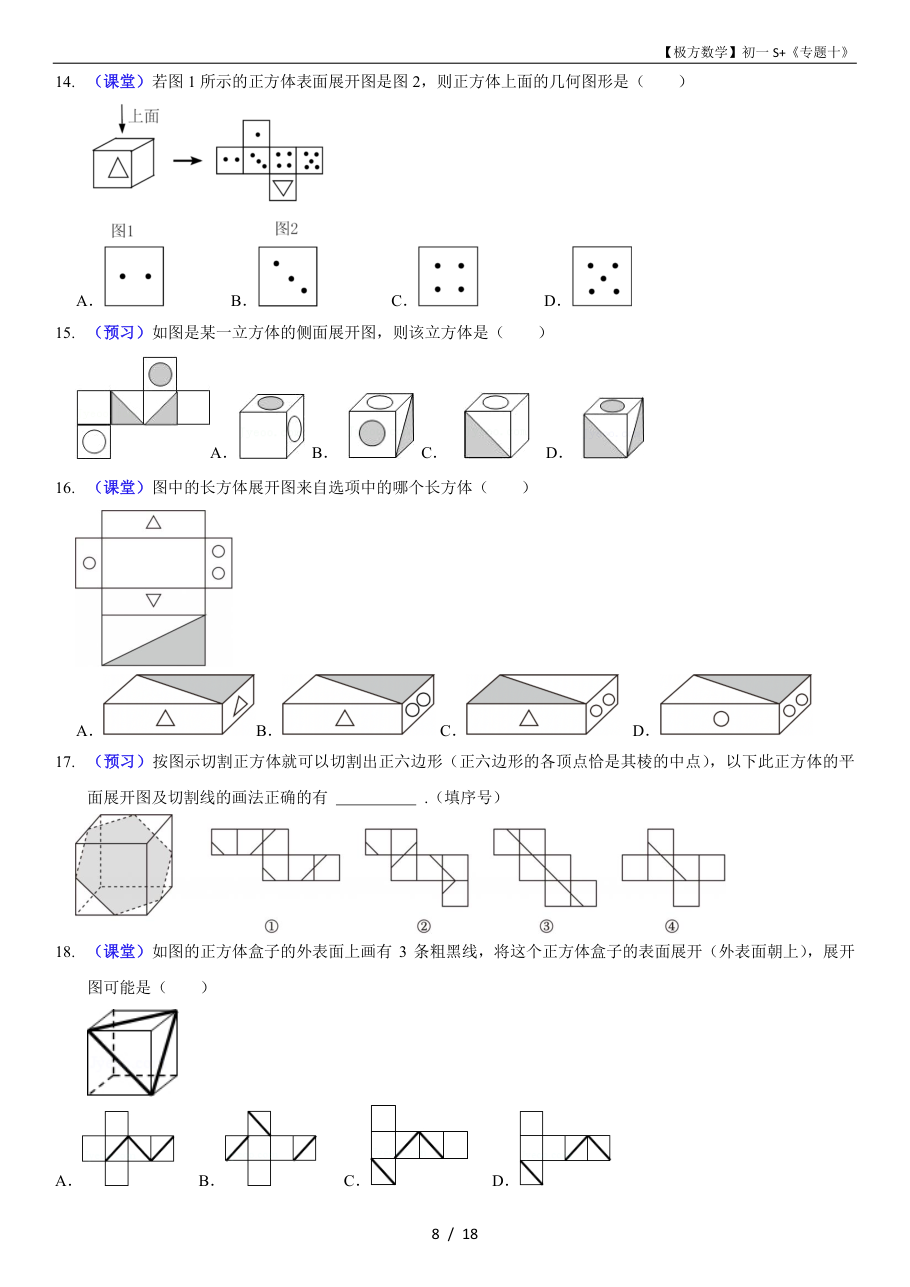 【极方数学】初一 S+《专题十》
14. （课堂）若图 1 所示的正方体表面展开图是图 2，则正方体上面的几何图形是（  ）
上面
图1 图2
A. B. C. D.
15. （预习）如图是某一立方体的侧面展开图，则该立方体是（  ）
A. B. C. D.
16. （课堂）图中的长方体展开图来自选项中的哪个长方体（  ）
A. B. C. D.
17. （预习）按图示切割正方体就可以切割出正六边形（正六边形的各顶点恰是其棱的中点），以下此正方体的平
面展开图及切割线的画法正确的有 __________ .（填序号）
① ② ③ ④
18. （课堂）如图的正方体盒子的外表面上画有 3 条粗黑线，将这个正方体盒子的表面展开（外表面朝上），展开
图可能是（  ）
A. B. C. D.
8 / 18